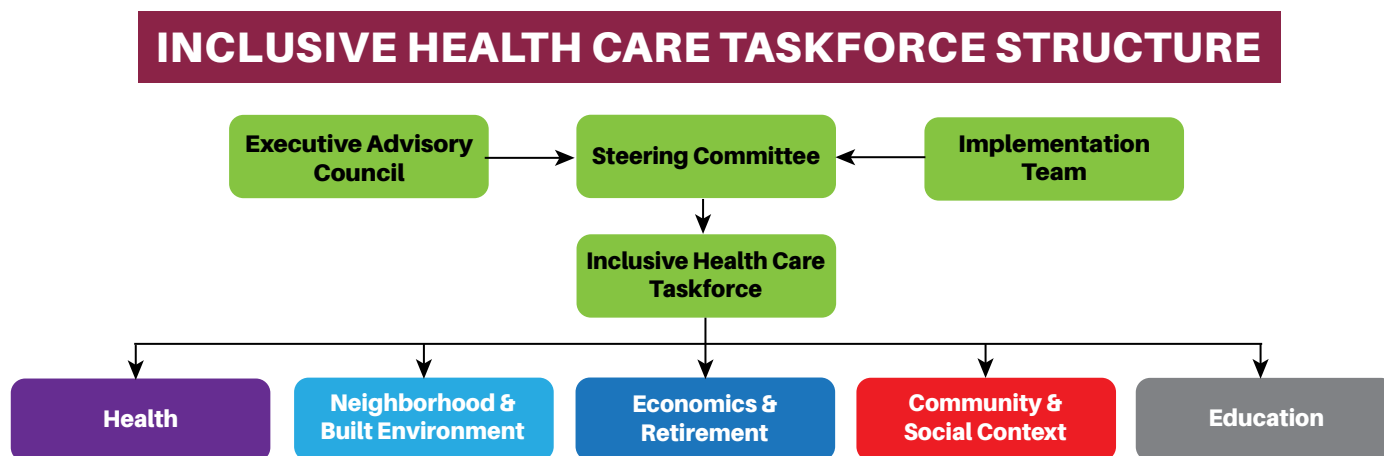 INCLUSIVE HEALTH CARE TASKFORCE STRUCTURE
Executive Advisory
Council
Steering Committee
Implementation
Team
Inclusive Health Care
Taskforce
Health
Neighborhood &
Built Environment
Economics &
Retirement
Community &
Social Context
Education